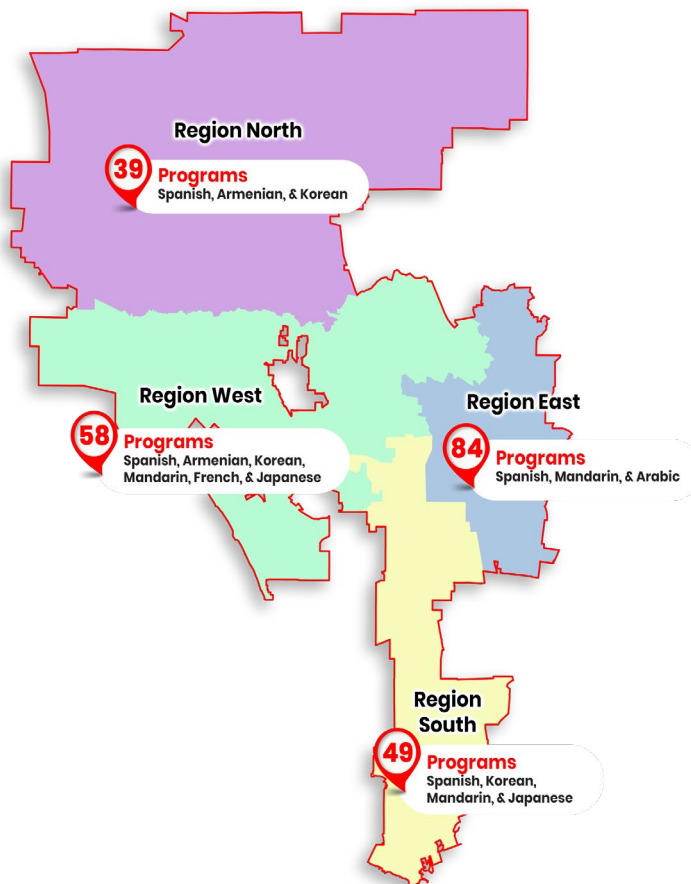 Region North
39
Programs
Spanish, Armenian, & Korean
Region West
58
Programs
Spanish, Armenian, Korean,
Mandarin, French, & Japanese
Region East
84
Programs
Spanish, Mandarin, & Arabic
Region
South
49
Programs
Spanish, Korean,
Mandarin, & Japanese